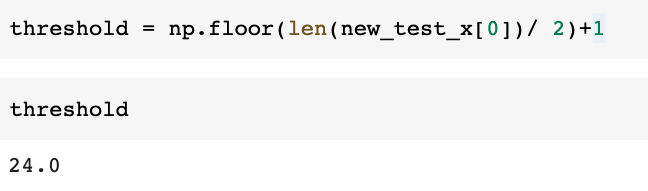 threshold = np.floor(len(new_test_x[0])/ 2)+1
threshold
24.0